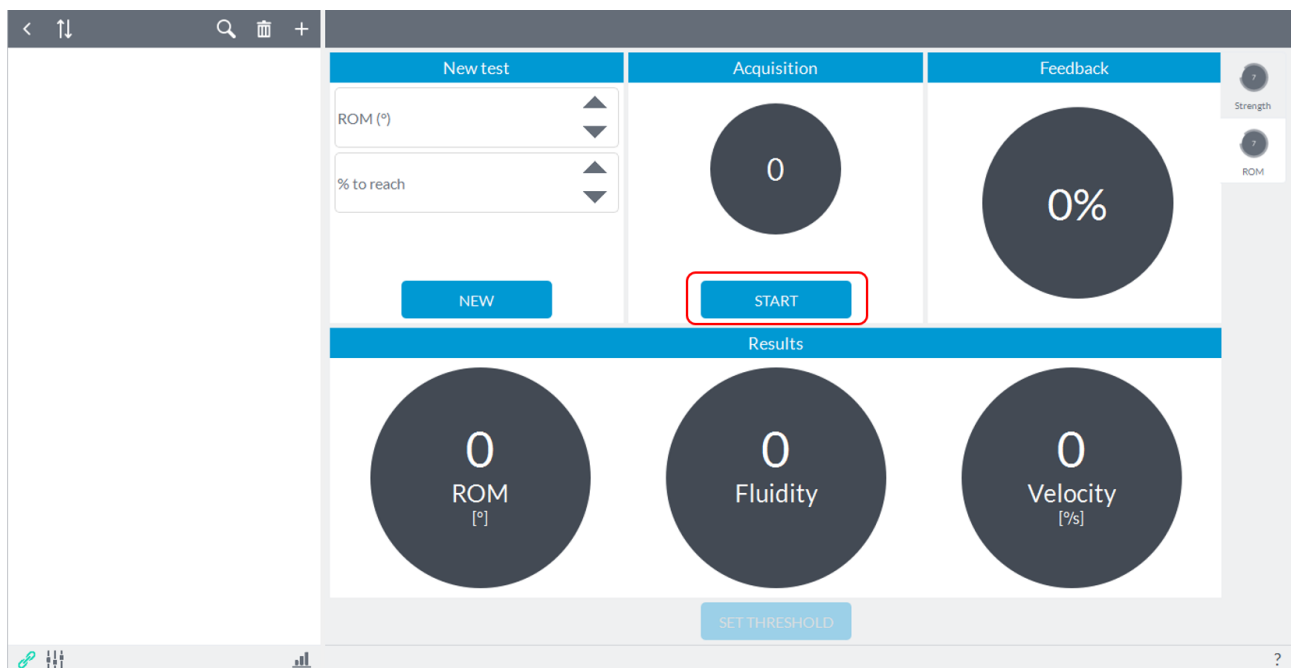 New test
ROM (°)
% to reach
NEW
Acquisition
0
START
Feedback
0%
?
Strength
?
ROM
Results
0
ROM
[°]
0
Fluidity
0
Velocity
[°/s]
SET THRESHOLD
?